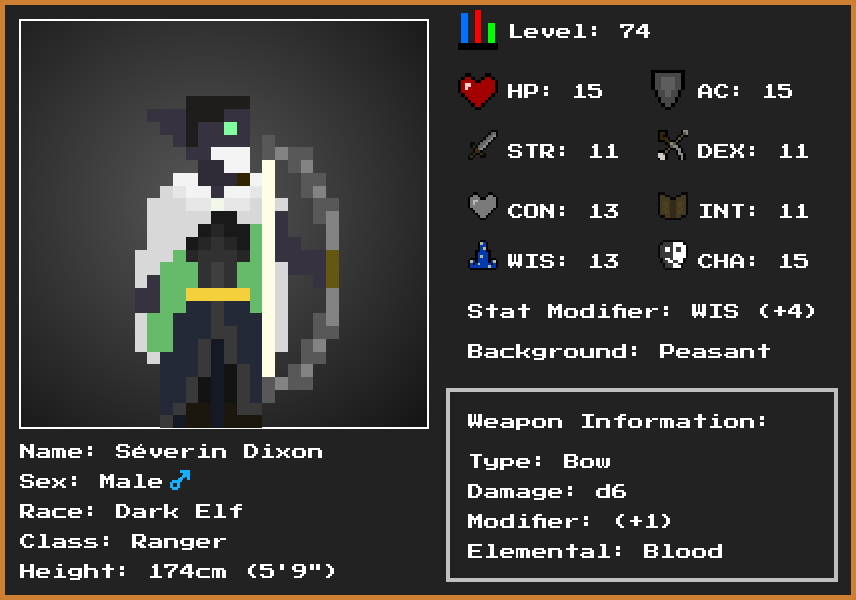 Level: 74
HP: 15
AC: 15
STR: 11
DEX: 11
CON: 13
INT: 11
WIS: 13
CHA: 15
Stat Modifier: WIS (+4)
Background: Peasant
Weapon Information:
Type: Bow
Damage: d6
Modifier: (+1)
Elemental: Blood
Name: Séverin Dixon
Sex: Male♂
Race: Dark Elf
Class: Ranger
Height: 174cm (5'9")